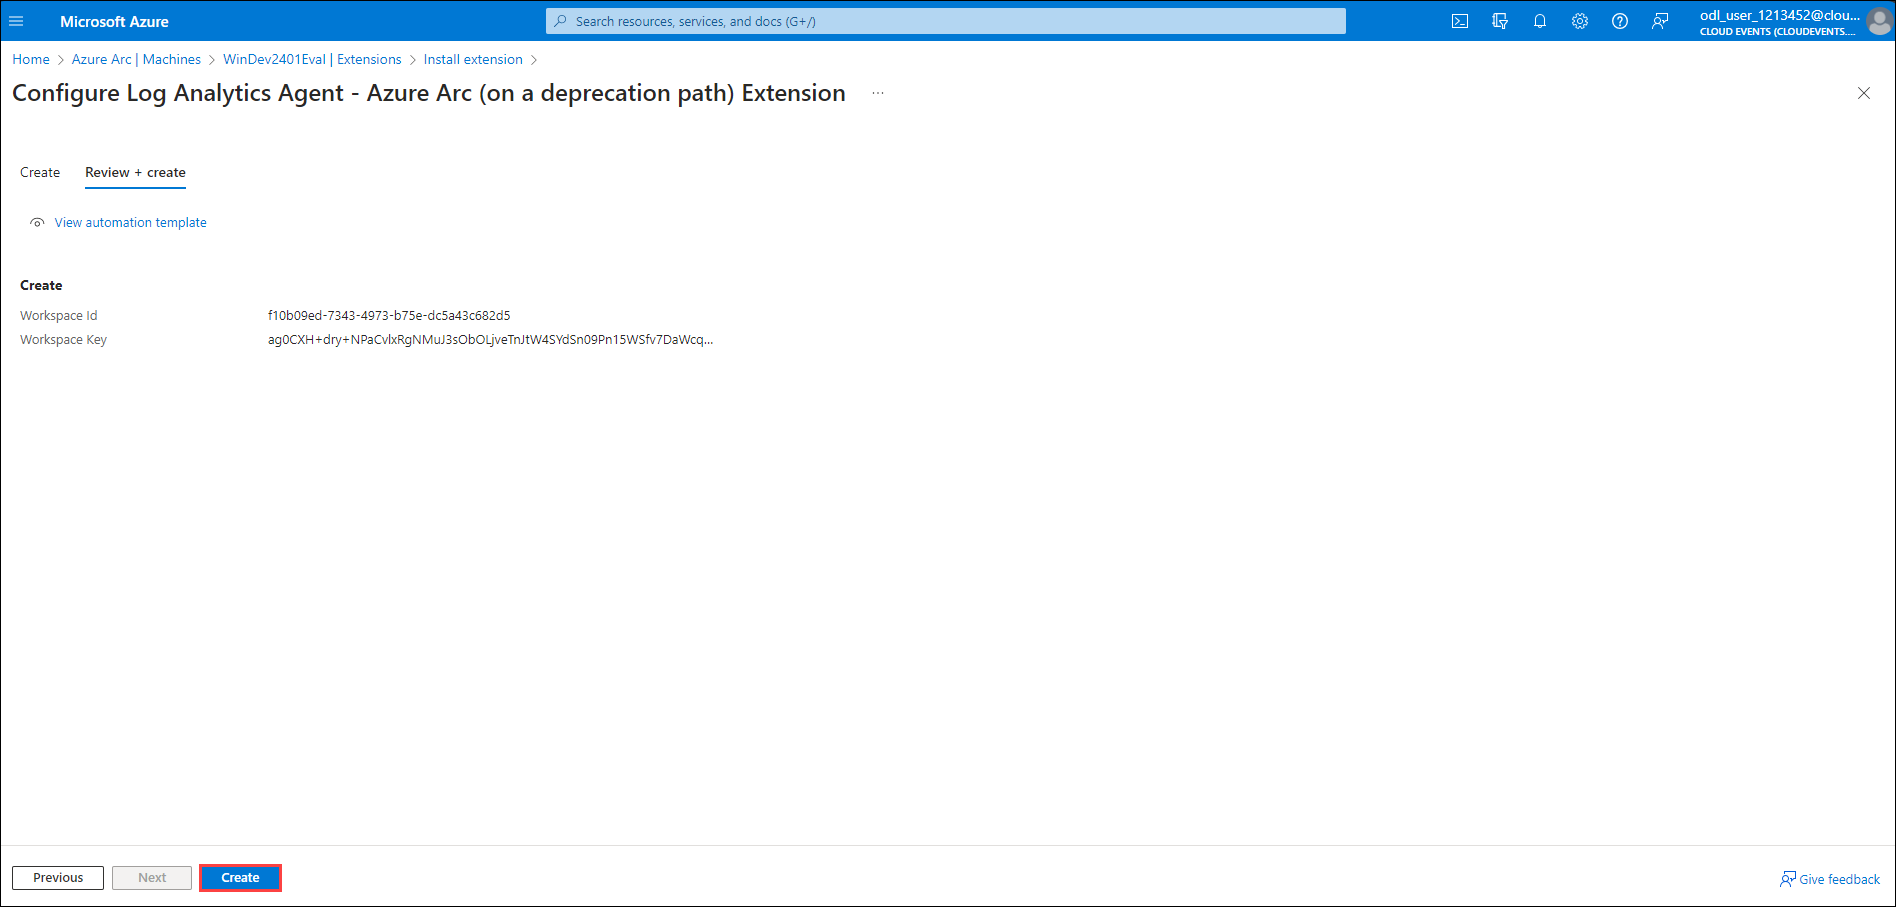 Microsoft Azure
Search resources, services, and docs (G+/)
odl_user_1213452@clou...
CLOUD EVENTS (CLOUDEVENTS....
Home > Azure Arc | Machines > WinDev2401Eval | Extensions > Install extension >
Configure Log Analytics Agent - Azure Arc (on a deprecation path) Extension ...
Create Review + create
View automation template
Create
Workspace Id f10b09ed-7343-4973-b75e-dc5a43c682d5
Workspace Key ag0CXH+dry+NPaCvlxRgNMuJ3sObOLjveTnJtW4SYdSn09Pn15WSfv7DaWcq...
Previous Next Create
Give feedback